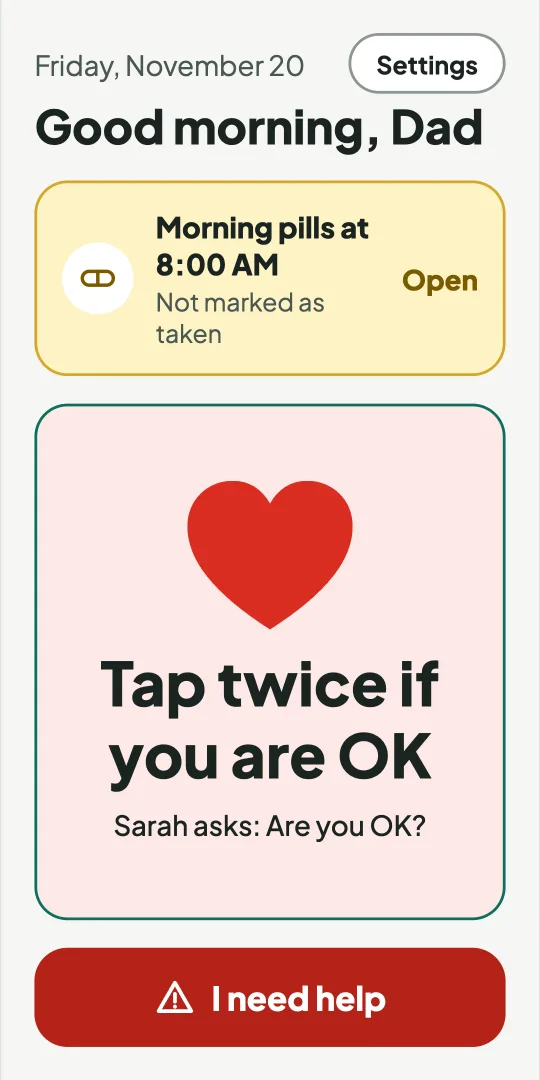 Friday, November 20
Settings
Good morning, Dad
Morning pills at
8:00 AM
Not marked as
taken
Open
Tap twice if
you are OK
Sarah asks: Are you OK?
I need help